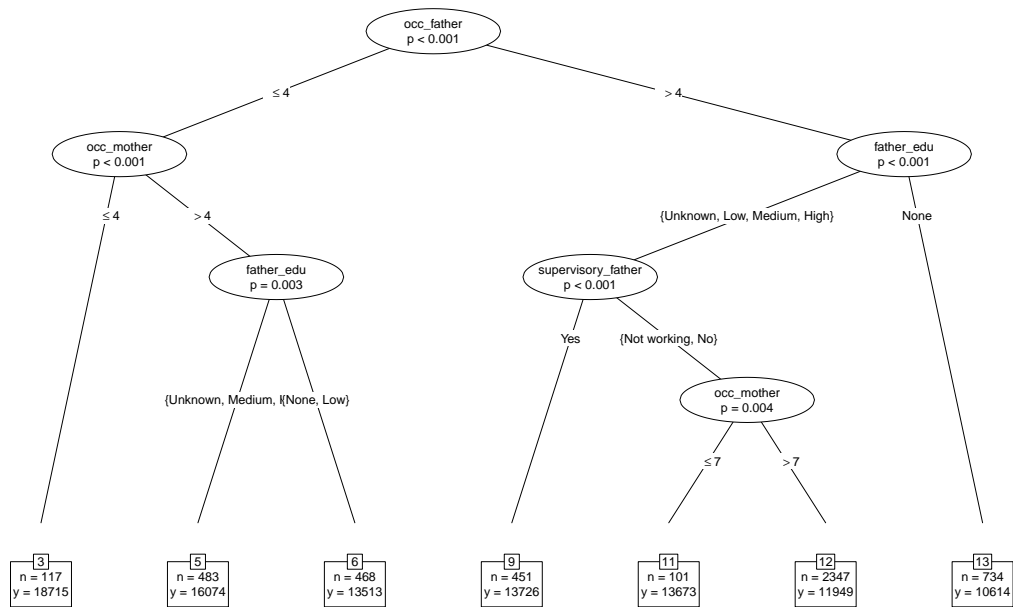 occ_father
p < 0.001
≤ 4
> 4
occ_mother
p < 0.001
father_edu
p < 0.001
≤ 4
> 4
{Unknown, Low, Medium, High}
None
father_edu
p = 0.003
supervisory_father
p < 0.001
Yes
{Not working, No}
{Unknown, Medium,
{None, Low}
occ_mother
p = 0.004
≤ 7
> 7
3
n = 117
y = 18715
5
n = 483
y = 16074
6
n = 468
y = 13513
9
n = 451
y = 13726
11
n = 101
y = 13673
12
n = 2347
y = 11949
13
n = 734
y = 10614